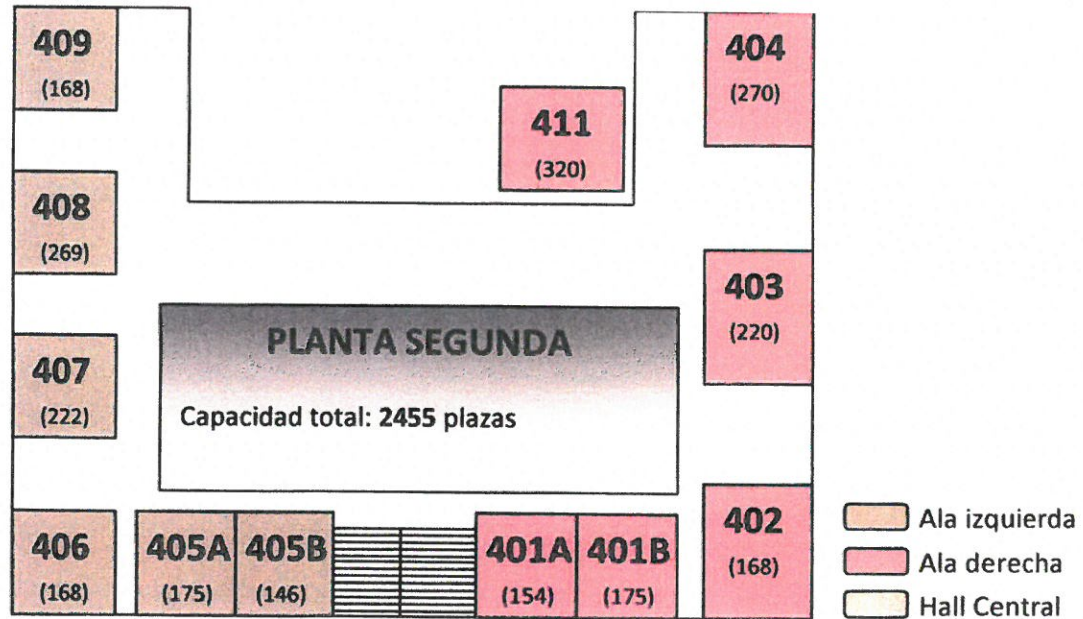 409
(168)
404
(270)
411
(320)
408
(269)
403
(220)
PLANTA SEGUNDA
Capacidad total: 2455 plazas
407
(222)
406
(168)
405A
(175)
405B
(146)
401A
(154)
401B
(175)
402
(168)
Ala izquierda
Ala derecha
Hall Central